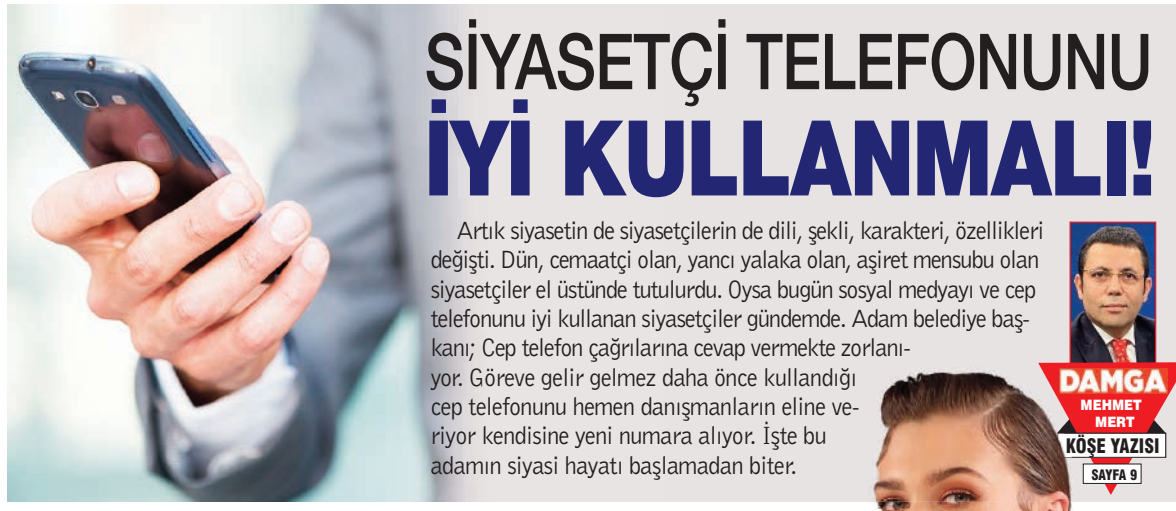 SİYASETÇİ TELEFONUNU
İYİ KULLANMALI!
Artık siyasetin de siyasetçilerin de dili, şekli, karakteri, özellikleri
değişti. Dün, cemaatçi olan, yancı yalaka olan, aşiret mensubu olan
siyasetçiler el üstünde tutulurdu. Oysa bugün sosyal medyayı ve cep
telefonunu iyi kullanan siyasetçiler gündemde. Adam belediye baş-
kanı; Cep telefon çağrılarına cevap vermekte zorlanı-
yor. Göreve gelir gelmez daha önce kullandığı
cep telefonunu hemen danışmanların eline ve-
riyor kendisine yeni numara alıyor. İşte bu
adamın siyasi hayatı başlamadan biter.
DAMGA
MEHMET
MERT
KÖŞE YAZISI
SAYFA 9